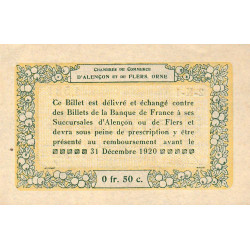 CHAMBRES DE COMMERCE
D'ALENÇON ET DE FLERS, ORNE
Ce Billet est délivré et échangé contre
des Billets de la Banque de France à ses
Succursales d'Alençon ou de Flers et
devra sous peine de prescription y être
présenté au remboursement avant le
31 Décembre 1920
0 fr. 50 c.